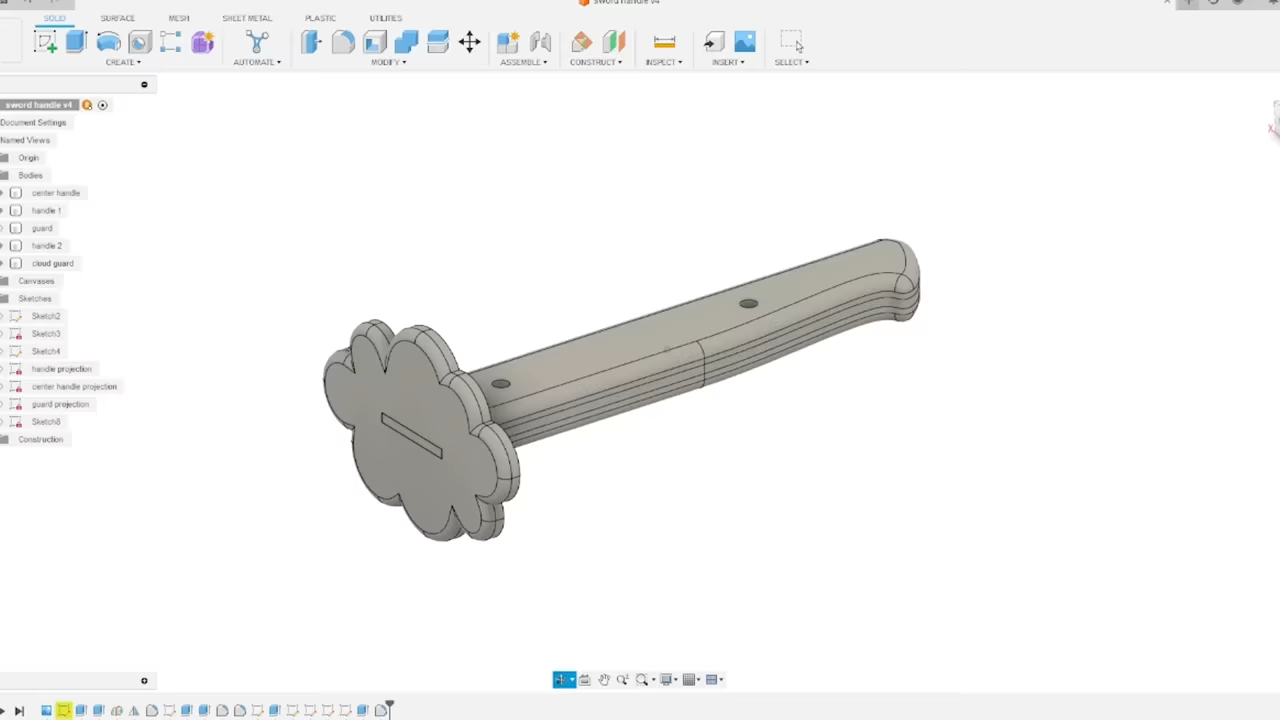 sword handle v4
SOLID SURFACE MESH SHEET METAL PLASTIC UTILITIES
CREATE AUTOMATE MODIFY ASSEMBLE CONSTRUCT INSPECT INSERT SELECT
sword handle v4
Document Settings
Named Views
Origin
Bodies
center handle
handle 1
guard
handle 2
cloud guard
Canvases
Sketches
Sketch2
Sketch3
Sketch4
handle projection
center handle projection
guard projection
Sketch8
Construction